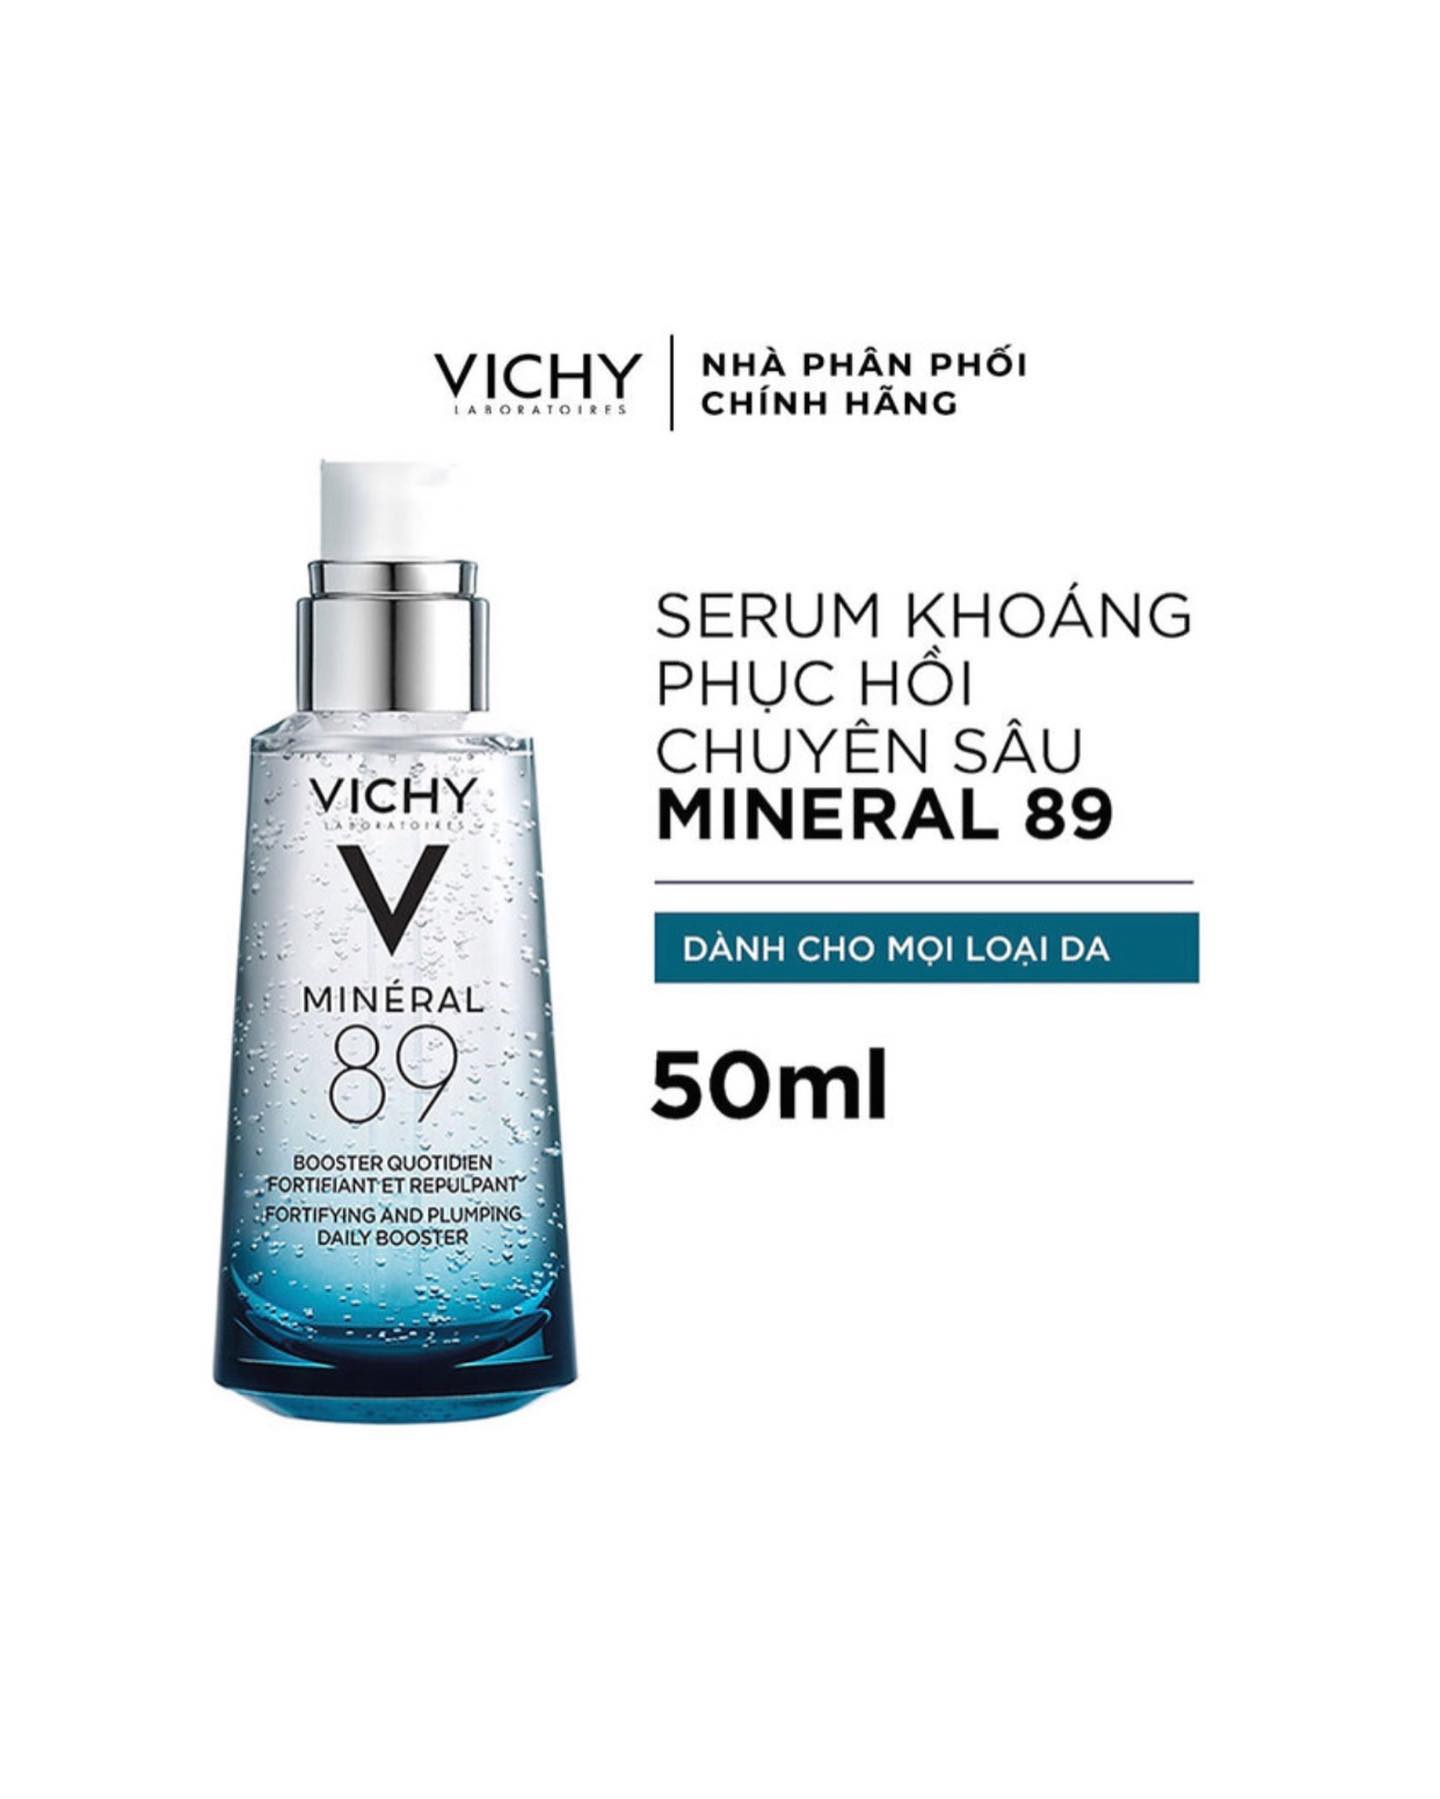 VICHY
LABORATOIRES
NHÀ PHÂN PHỐI
CHÍNH HÃNG
VICHY
LABORATOIRES
V
MINÉRAL
89
BOOSTER QUOTIDIEN
FORTIFIANT ET REPULPANT
FORTIFYING AND PLUMPING
DAILY BOOSTER
SERUM KHOÁNG
PHỤC HỒI
CHUYÊN SÂU
MINERAL 89
DÀNH CHO MỌI LOẠI DA
50ml